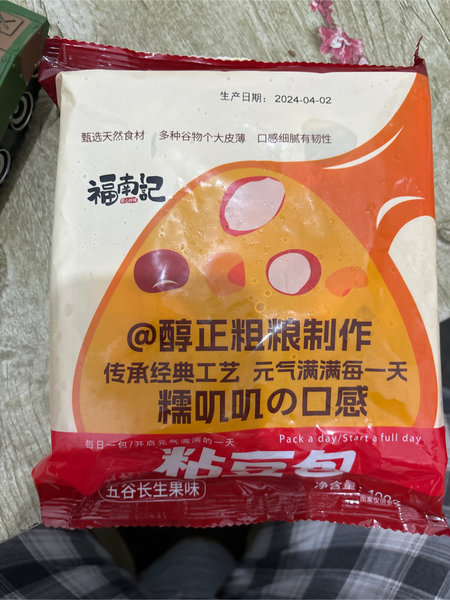 生产日期： 2024-04-02
甄选天然食材 多种谷物个大皮薄 口感细腻有韧性
福南記
@醇正粗粮制作
传承经典工艺 元气满满每一天
糯叽叽の口感
每日一包/开启元气满满的一天
Pack a day/Start a full day
粘豆包
五谷长生果味
净含量: